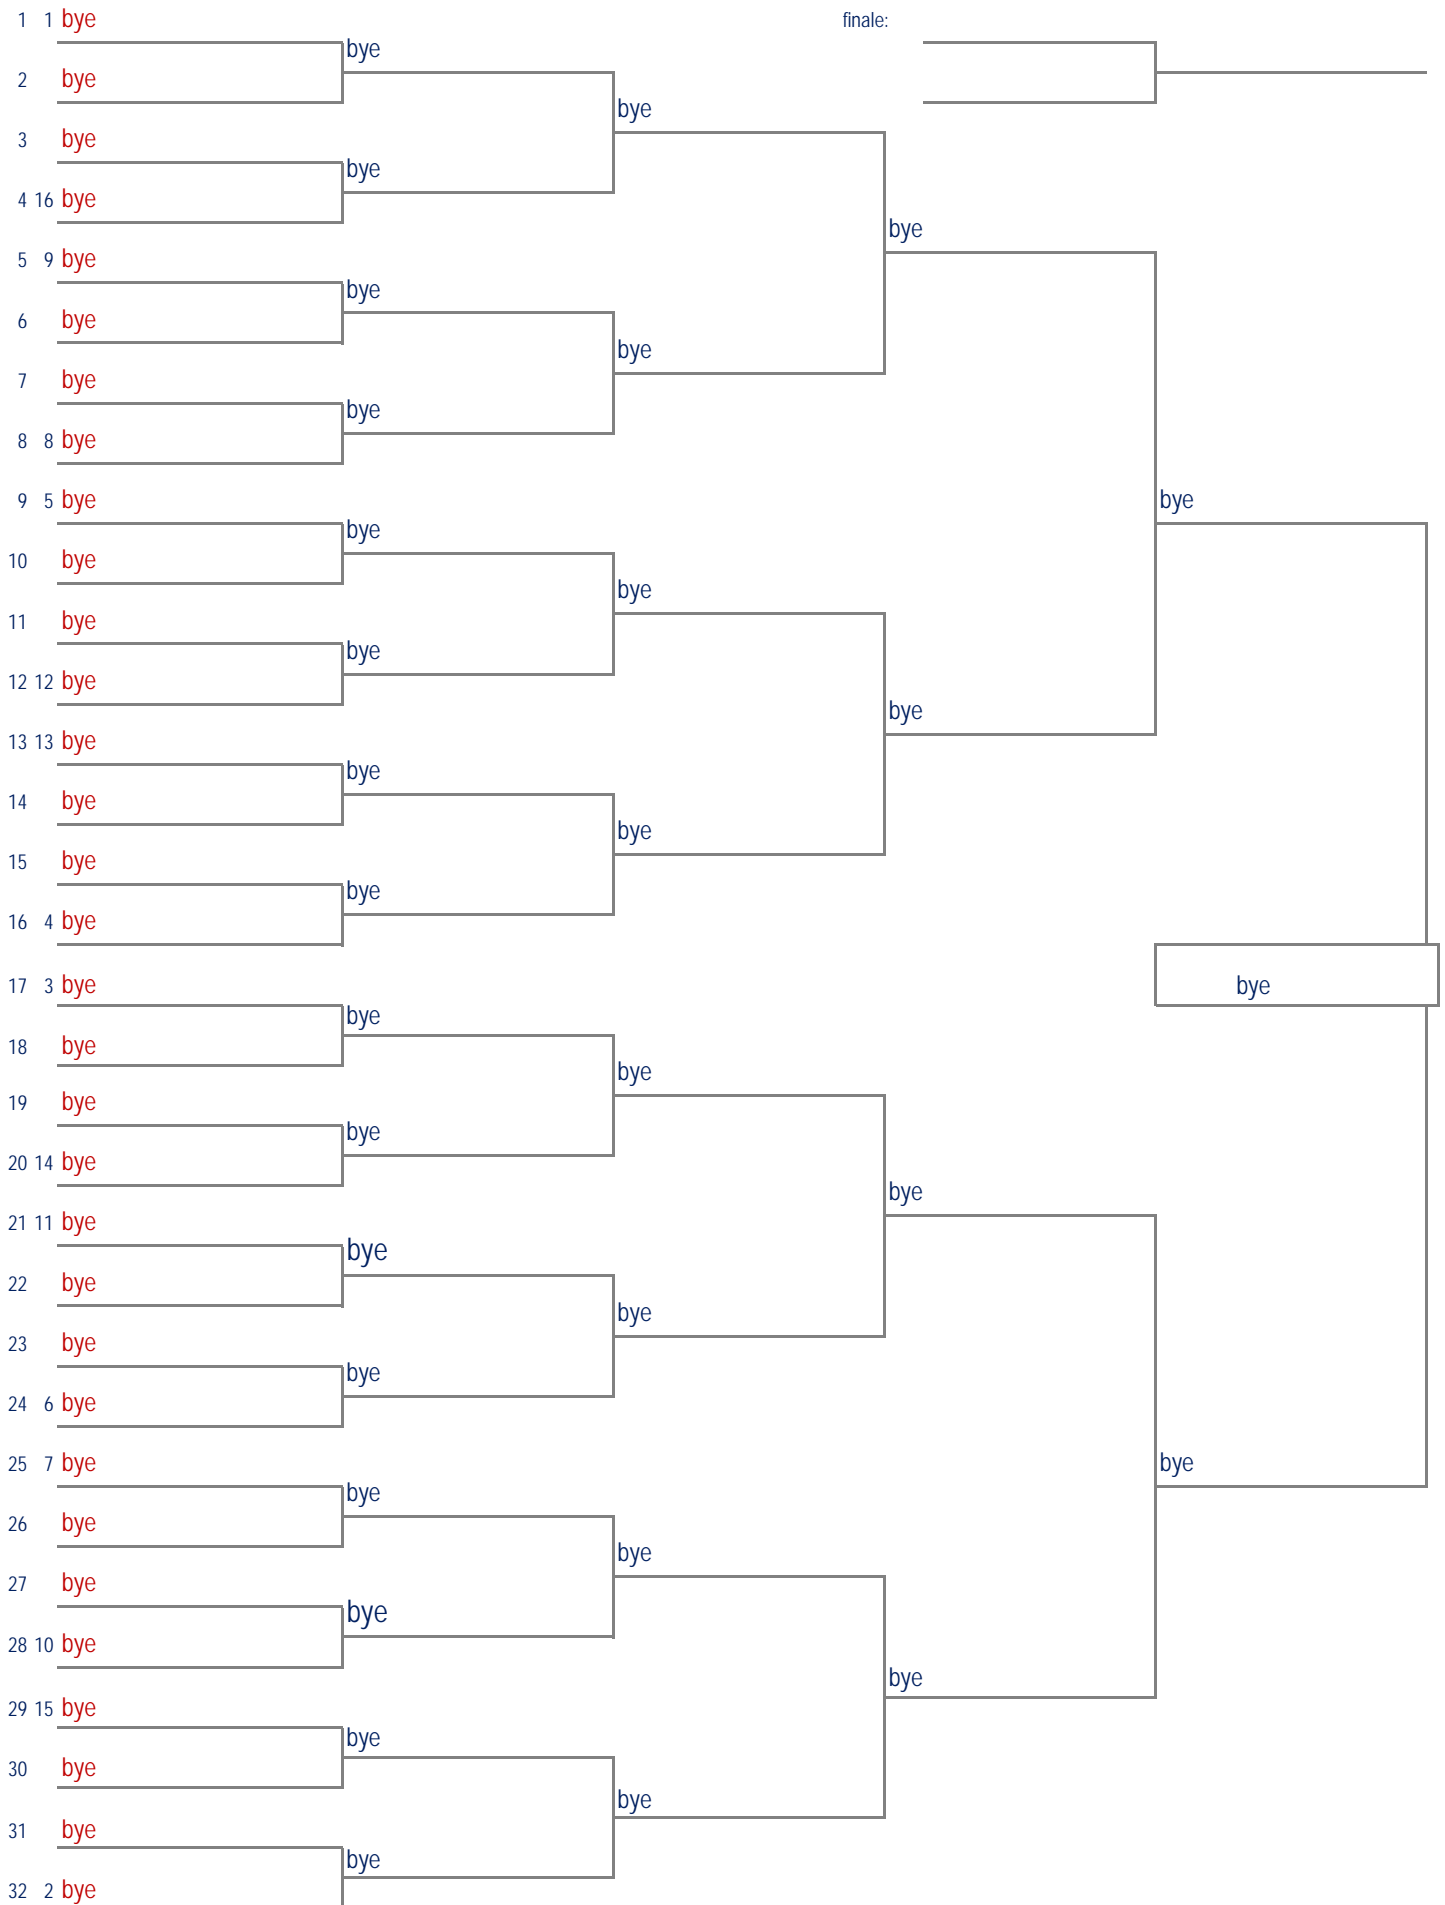 1 1 bye finale:
bye
2 bye
bye
3 bye
bye
4 16 bye
bye
5 9 bye
bye
6 bye
bye
7 bye
bye
8 8 bye
9 5 bye bye
bye
10 bye
bye
11 bye
bye
12 12 bye
bye
13 13 bye
bye
14 bye
bye
15 bye
bye
16 4 bye
17 3 bye bye
bye
18 bye
bye
19 bye
bye
20 14 bye
bye
21 11 bye
bye
22 bye
bye
23 bye
bye
24 6 bye
25 7 bye bye
bye
26 bye
bye
27 bye
bye
28 10 bye
bye
29 15 bye
bye
30 bye
bye
31 bye
bye
32 2 bye